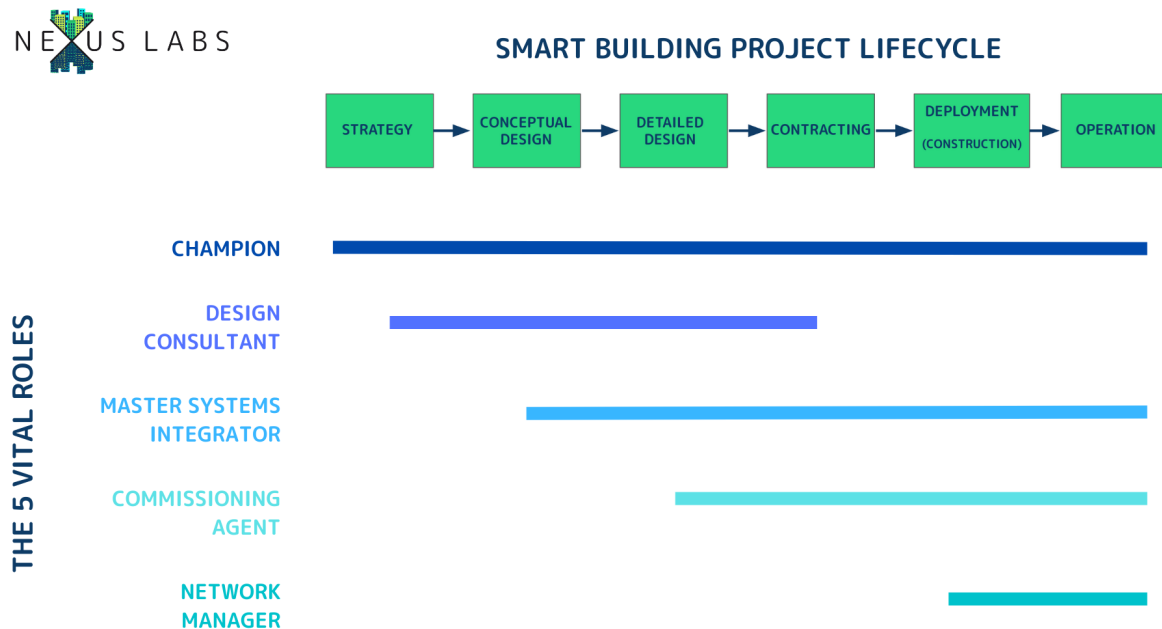 NEXUS LABS
SMART BUILDING PROJECT LIFECYCLE
STRATEGY
CONCEPTUAL
DESIGN
DETAILED
DESIGN
CONTRACTING
DEPLOYMENT
(CONSTRUCTION)
OPERATION
THE 5 VITAL ROLES
CHAMPION
DESIGN
CONSULTANT
MASTER SYSTEMS
INTEGRATOR
COMMISSIONING
AGENT
NETWORK
MANAGER